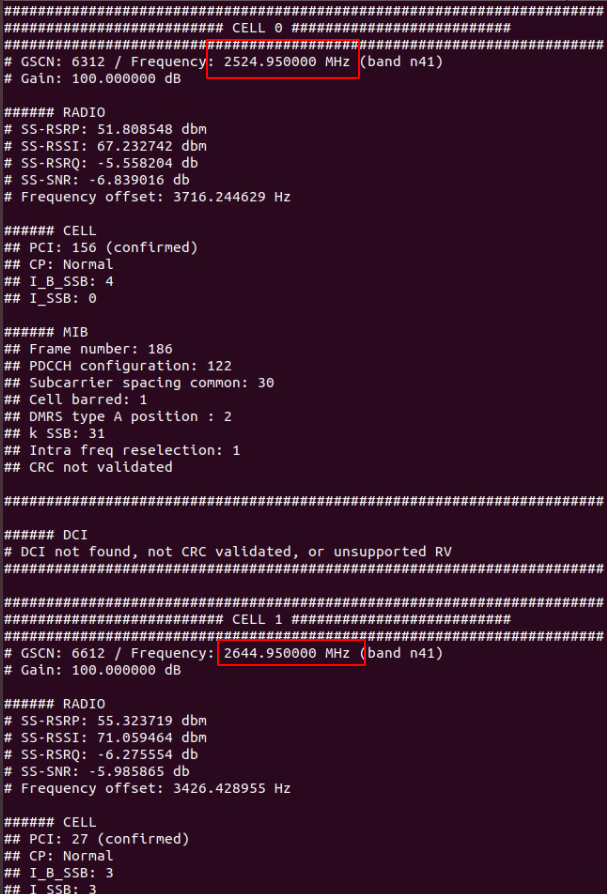 #######################################################################
########################## CELL 0 ##########################
#######################################################################
# GSCN: 6312 / Frequency: 2524.950000 MHz (band n41)
# Gain: 100.000000 dB
###### RADIO
# SS-RSRP: 51.808548 dbm
# SS-RSSI: 67.232742 dbm
# SS-RSRQ: -5.558204 db
# SS-SNR: -6.839016 db
# Frequency offset: 3716.244629 Hz
###### CELL
## PCI: 156 (confirmed)
## CP: Normal
## I_B_SSB: 4
## I_SSB: 0
###### MIB
## Frame number: 186
## PDCCH configuration: 122
## Subcarrier spacing common: 30
## Cell barred: 1
## DMRS type A position : 2
## k SSB: 31
## Intra freq reselection: 1
## CRC not validated
#######################################################################
###### DCI
# DCI not found, not CRC validated, or unsupported RV
#######################################################################
#######################################################################
########################## CELL 1 ##########################
#######################################################################
# GSCN: 6612 / Frequency: 2644.950000 MHz (band n41)
# Gain: 100.000000 dB
###### RADIO
# SS-RSRP: 55.323719 dbm
# SS-RSSI: 71.059464 dbm
# SS-RSRQ: -6.275554 db
# SS-SNR: -5.985865 db
# Frequency offset: 3426.428955 Hz
###### CELL
## PCI: 27 (confirmed)
## CP: Normal
## I_B_SSB: 3
## I_SSB: 3